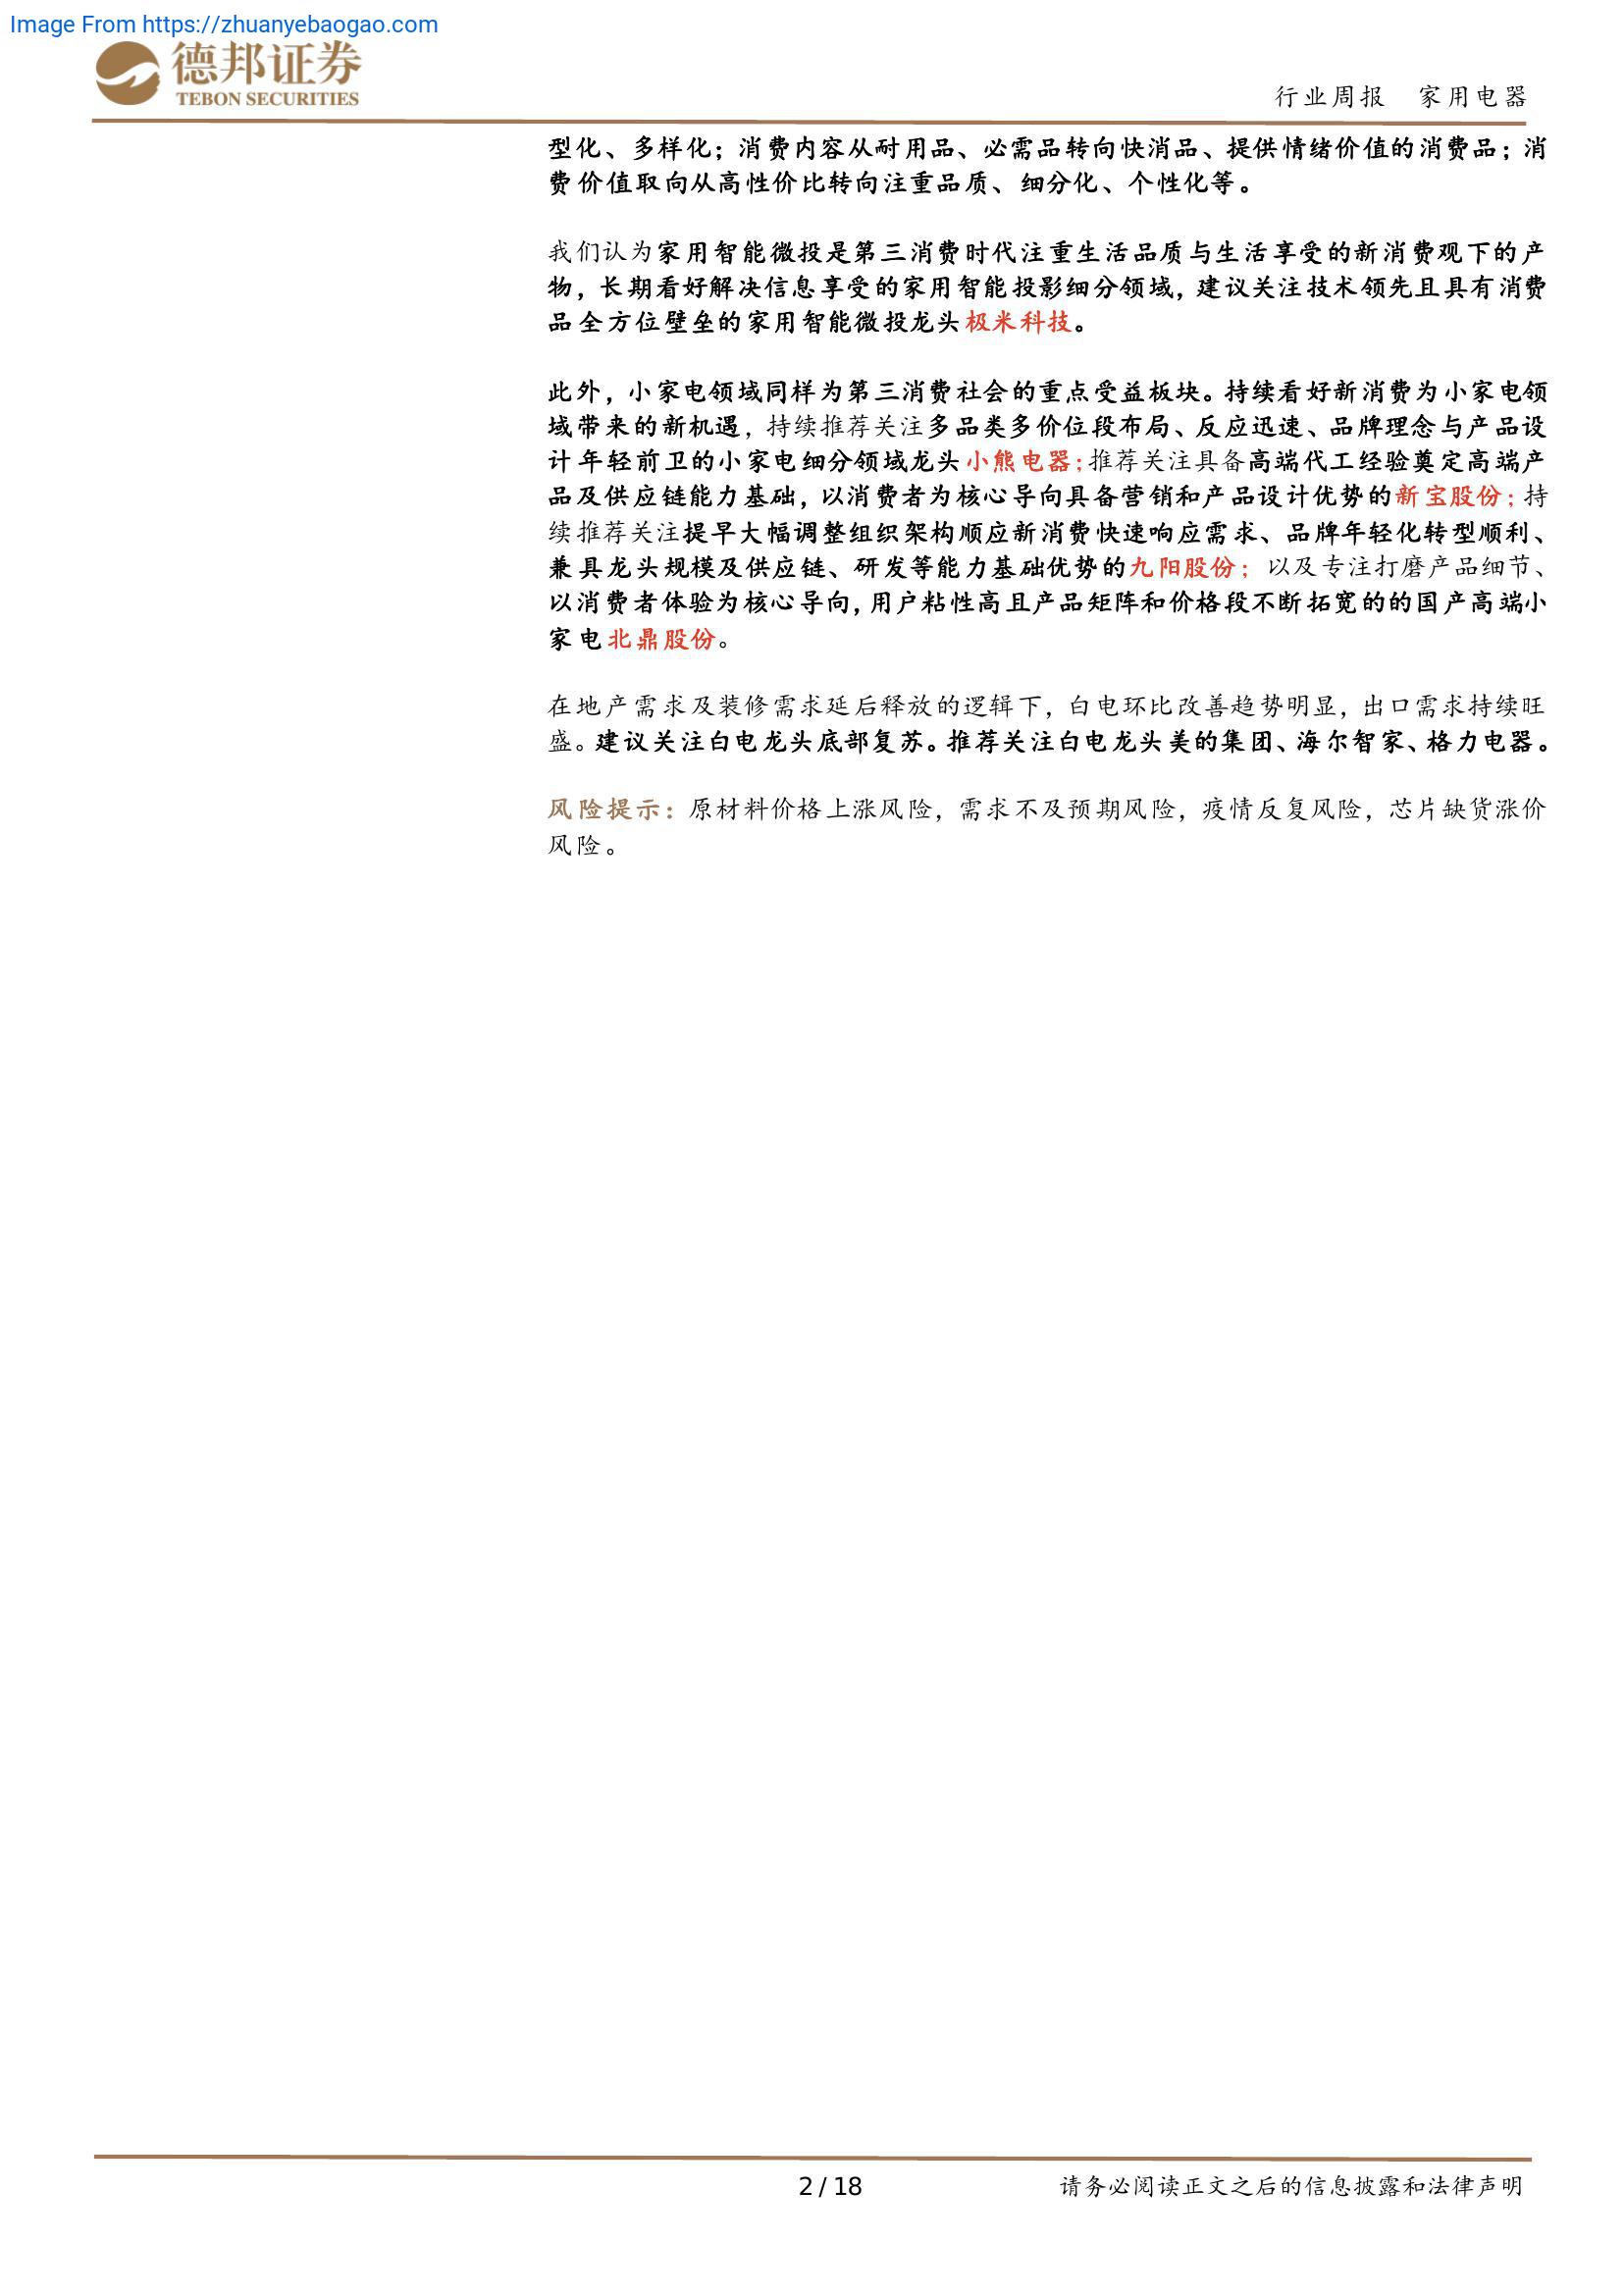 Image From https://zhuanyebaogao.com
德邦证券
TEBON SECURITIES
行业周报 家用电器
型化、多样化；消费内容从耐用品、必需品转向快消品、提供情绪价值的消费品；消
费价值取向从高性价比转向注重品质、细分化、个性化等。
我们认为家用智能微投是第三消费时代注重生活品质与生活享受的新消费观下的产
物，长期看好解决信息享受的家用智能投影细分领域，建议关注技术领先且具有消费
品全方位壁垒的家用智能微投龙头极米科技。
此外，小家电领域同样为第三消费社会的重点受益板块。持续看好新消费为小家电领
域带来的新机遇，持续推荐关注多品类多价位段布局、反应迅速、品牌理念与产品设
计年轻前卫的小家电细分领域龙头小熊电器；推荐关注具备高端代工经验奠定高端产
品及供应链能力基础，以消费者为核心导向具备营销和产品设计优势的新宝股份；持
续推荐关注提早大幅调整组织架构顺应新消费快速响应需求、品牌年轻化转型顺利、
兼具龙头规模及供应链、研发等能力基础优势的九阳股份；以及专注打磨产品细节、
以消费者体验为核心导向，用户粘性高且产品矩阵和价格段不断拓宽的的国产高端小
家电北鼎股份。
在地产需求及装修需求延后释放的逻辑下，白电环比改善趋势明显，出口需求持续旺
盛。建议关注白电龙头底部复苏。推荐关注白电龙头美的集团、海尔智家、格力电器。
风险提示：原材料价格上涨风险，需求不及预期风险，疫情反复风险，芯片缺货涨价
风险。
2 / 18
请务必阅读正文之后的信息披露和法律声明